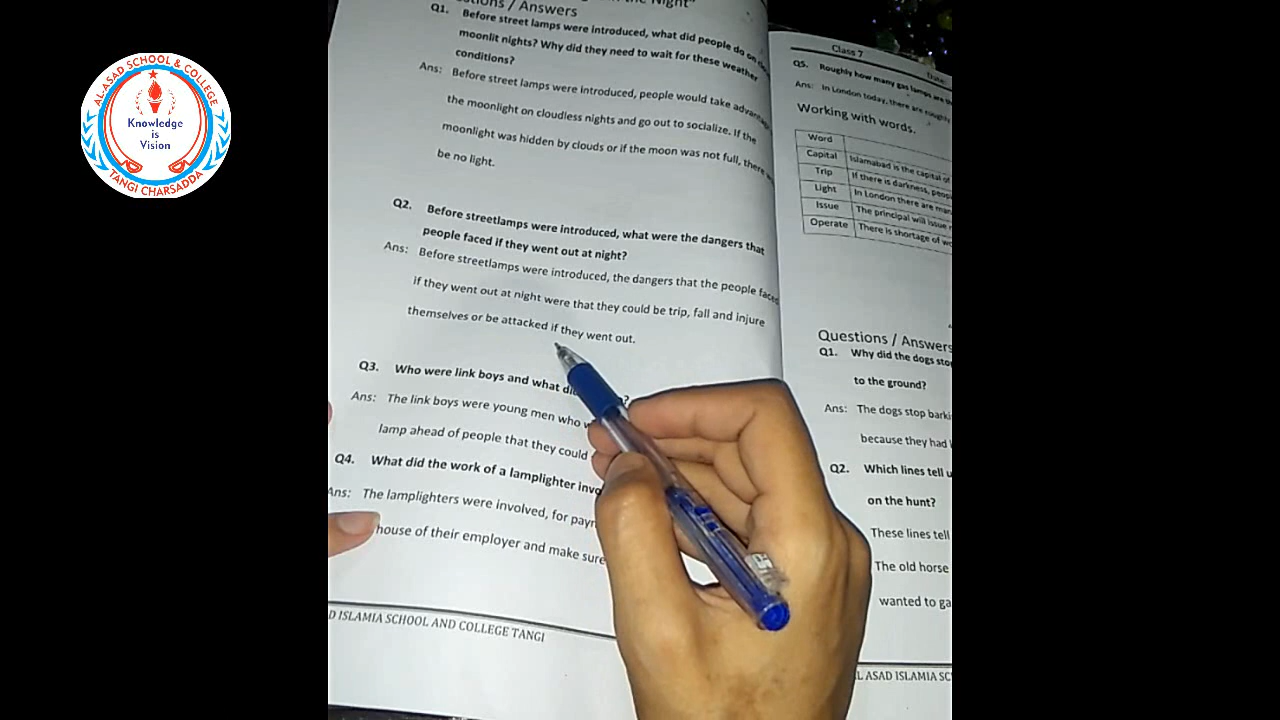 AL-ASAD SCHOOL & COLLEGE
Knowledge
is
Vision
TANGI CHARSADDA
/ Answers
Q1. Before street lamps were introduced, what did people do on
moonlit nights? Why did they need to wait for these weather
conditions?
Ans: Before street lamps were introduced, people would take
the moonlight on cloudless nights and go out to socialize. If the
moonlight was hidden by clouds or if the moon was not full, there
be no light.
Q2. Before streetlamps were introduced, what were the dangers that
people faced if they went out at night?
Ans: Before streetlamps were introduced, the dangers that the people faced
if they went out at night were that they could be trip, fall and injure
themselves or be attacked if they went out.
Q3. Who were link boys and what
Ans: The link boys were young men who
lamp ahead of people that they could
Q4. What did the work of a lamplighter
Ans: The lamplighters were involved, for
house of their employer and make sure
ISLAMIA SCHOOL AND COLLEGE TANGI
Class 7
Date:
Q5. Roughly how many gas lamps are
Ans: In London today, there are roughly
Working with words.
Word
Capital Islamabad is the capital of
Trip If there is darkness,
Light In London there are
Issue The principal will issue
Operate There is shortage of
Questions / Answers
Q1. Why did the dogs
to the ground?
Ans: The dogs stop
because they had
Q2. Which lines tell
on the hunt?
These lines tell
The old horse
wanted to
ASAD ISLAMIA